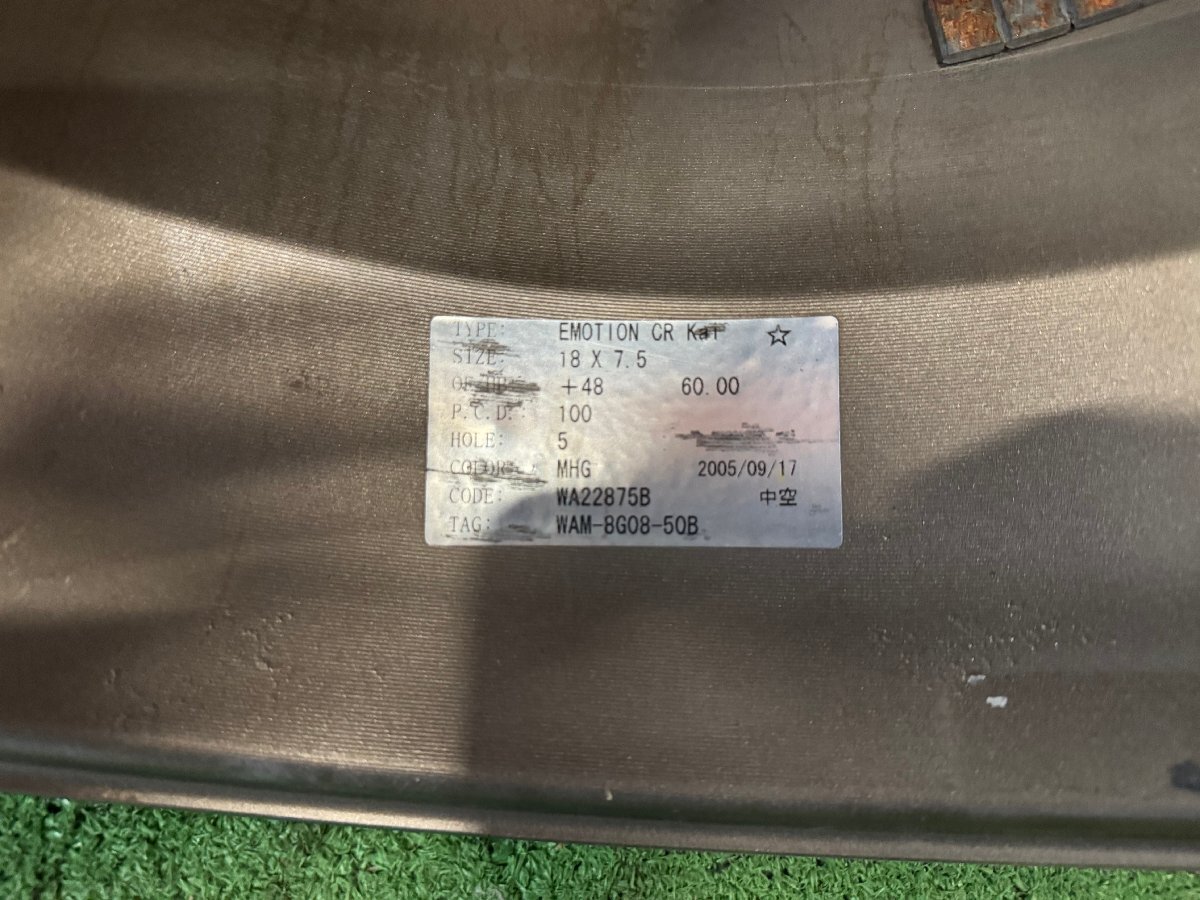 TYPE: EMOTION CR Kai ☆
SIZE: 18 X 7.5
+48 60.00
P.C.D.: 100
HOLE: 5
COLOR: MHG 2005/09/17
CODE: WA22875B 中空
TAG: WAM-8G08-50B